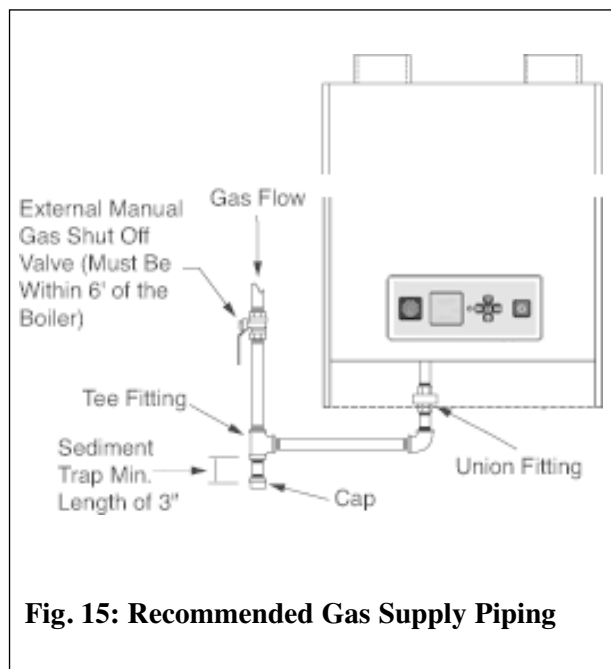 External Manual
Gas Shut Off
Valve (Must Be
Within 6' of the
Boiler)
Gas Flow
Tee Fitting
Sediment
Trap Min.
Length of 3"
Cap
Union Fitting
Fig. 15: Recommended Gas Supply Piping